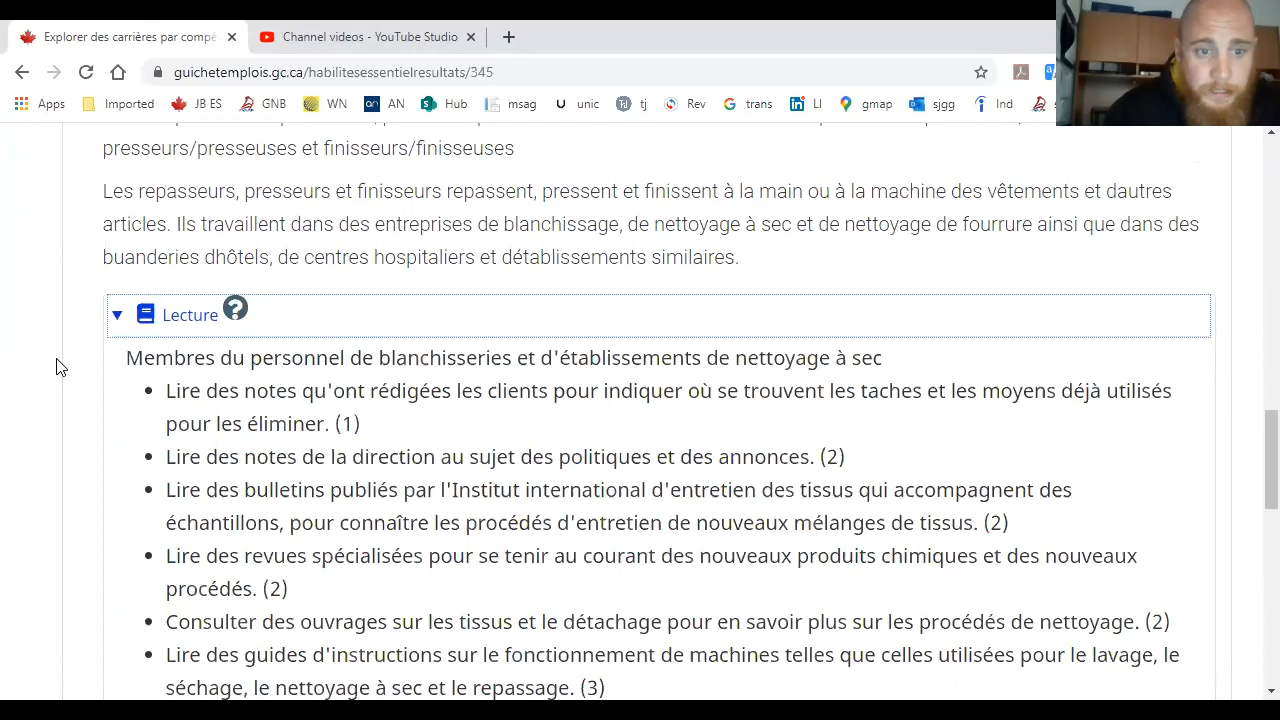 Explorer des carrières par compé
Channel videos - YouTube Studio
guichetemplois.gc.ca/habiletesessentielresultats/345
Apps
Imported
JB ES
GNB
WN
AN
Hub
msag
unic
tj
Rev
trans
LI
gmap
sjgg
Ind
presseurs/presseuses et finisseurs/finisseuses
Les repasseurs, presseurs et finisseurs repassent, pressent et finissent à la main ou à la machine des vêtements et dautres
articles. Ils travaillent dans des entreprises de blanchissage, de nettoyage à sec et de nettoyage de fourrure ainsi que dans des
buanderies dhôtels, de centres hospitaliers et détablissements similaires.
Lecture
Membres du personnel de blanchisseries et d'établissements de nettoyage à sec
• Lire des notes qu'ont rédigées les clients pour indiquer où se trouvent les taches et les moyens déjà utilisés
pour les éliminer. (1)
• Lire des notes de la direction au sujet des politiques et des annonces. (2)
• Lire des bulletins publiés par l'Institut international d'entretien des tissus qui accompagnent des
échantillons, pour connaître les procédés d'entretien de nouveaux mélanges de tissus. (2)
• Lire des revues spécialisées pour se tenir au courant des nouveaux produits chimiques et des nouveaux
procédés. (2)
• Consulter des ouvrages sur les tissus et le détachage pour en savoir plus sur les procédés de nettoyage. (2)
• Lire des guides d'instructions sur le fonctionnement de machines telles que celles utilisées pour le lavage, le
séchage, le nettoyage à sec et le repassage. (3)